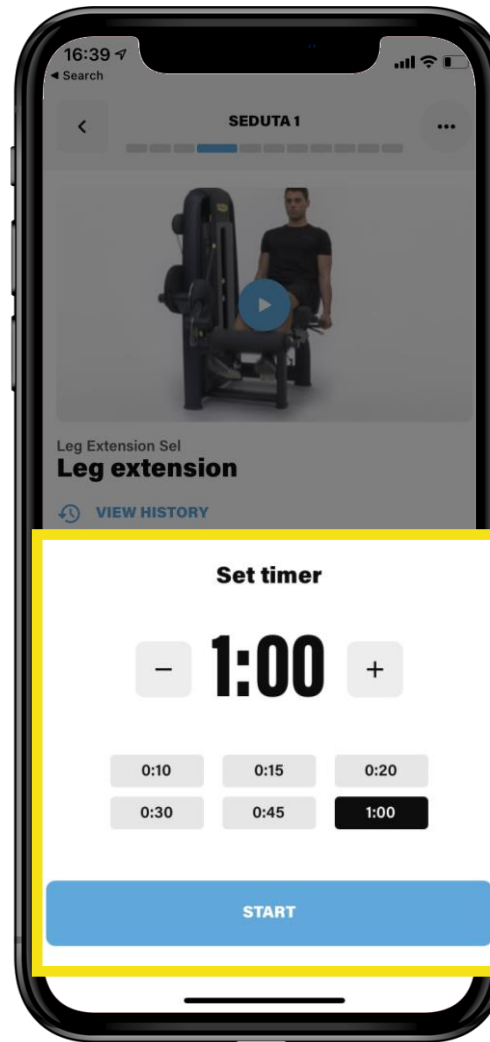 16:39
Search
SEDUTA 1
Leg Extension Sel
Leg extension
VIEW HISTORY
Set timer
− 1:00 +
0:10 0:15 0:20
0:30 0:45 1:00
START